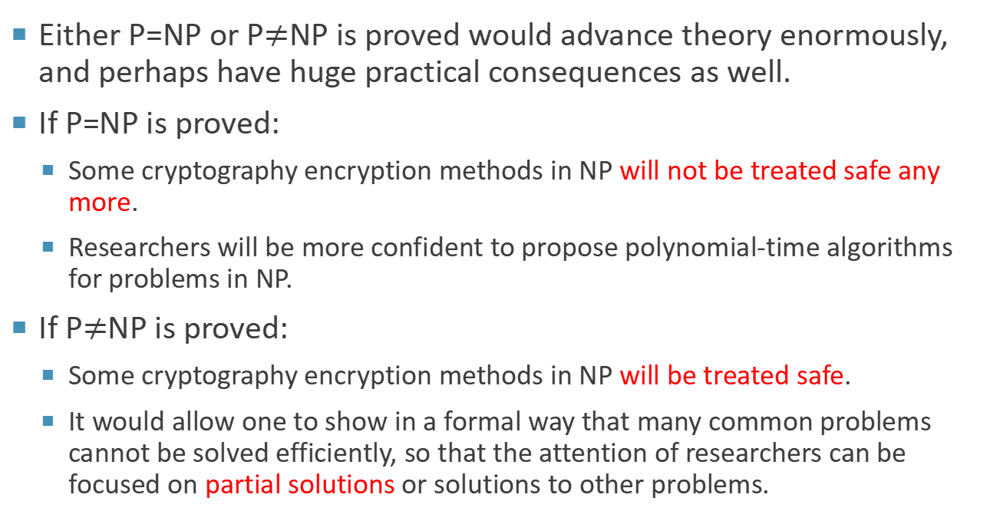 Either P=NP or P≠NP is proved would advance theory enormously,
and perhaps have huge practical consequences as well.
If P=NP is proved:
Some cryptography encryption methods in NP will not be treated safe any
more.
Researchers will be more confident to propose polynomial-time algorithms
for problems in NP.
If P≠NP is proved:
Some cryptography encryption methods in NP will be treated safe.
It would allow one to show in a formal way that many common problems
cannot be solved efficiently, so that the attention of researchers can be
focused on partial solutions or solutions to other problems.